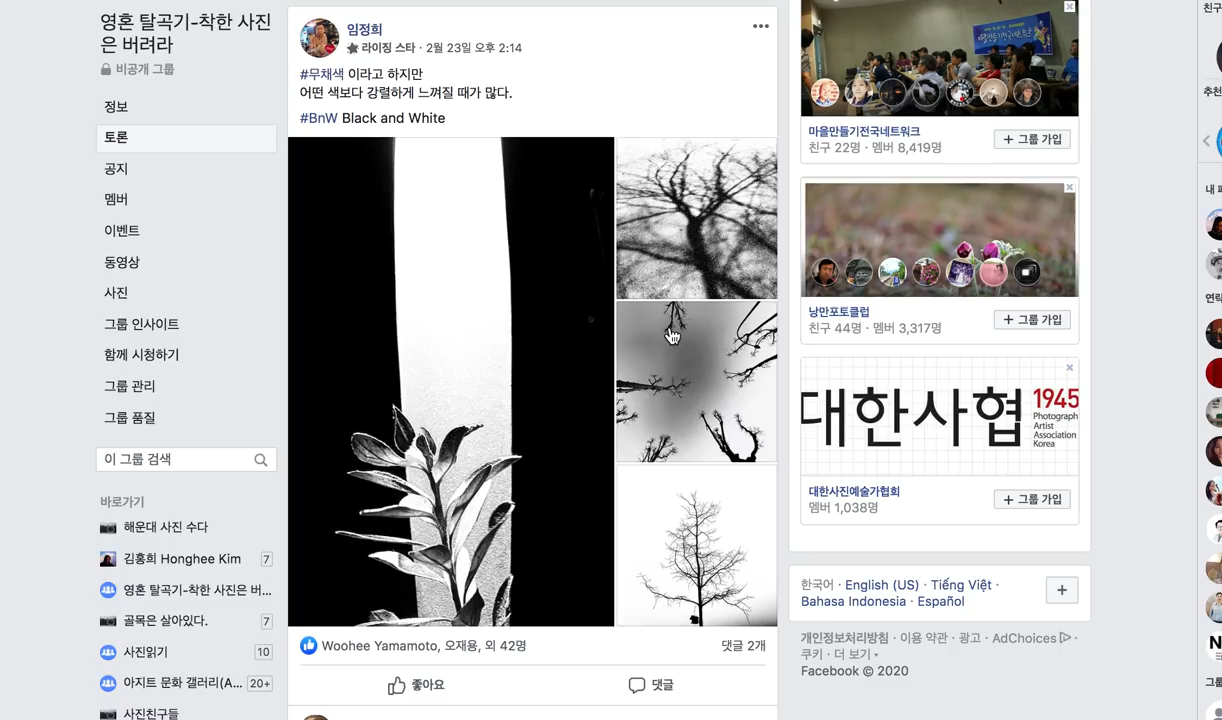 영혼 탈곡기-착한 사진
은 버려라
비공개 그룹
정보
토론
공지
멤버
이벤트
동영상
사진
그룹 인사이트
함께 시청하기
그룹 관리
그룹 품질
이 그룹 검색
바로가기
해운대 사진 수다
김홍희 Honghee Kim 7
영혼 탈곡기-착한 사진은 버...
골목은 살아있다. 7
사진읽기 10
아지트 문화 갤러리(A... 20+
사진친구들
임정희
라이징 스타 · 2월 23일 오후 2:14
#무채색 이라고 하지만
어떤 색보다 강렬하게 느껴질 때가 많다.
#BnW Black and White
Woohee Yamamoto, 오재용, 외 42명
댓글 2개
좋아요
댓글
마을만들기전국네트워크
친구 22명 · 멤버 8,419명
+ 그룹 가입
낭만포토클럽
친구 44명 · 멤버 3,317명
+ 그룹 가입
대한사협
1945
Photograph
Artist
Association
Korea
대한사진예술가협회
멤버 1,038명
+ 그룹 가입
한국어 · English (US) · Tiếng Việt ·
Bahasa Indonesia · Español
개인정보처리방침 · 이용 약관 · 광고 · AdChoices ·
쿠키 · 더 보기
Facebook © 2020
친구
추천
내 페
연락
그룹